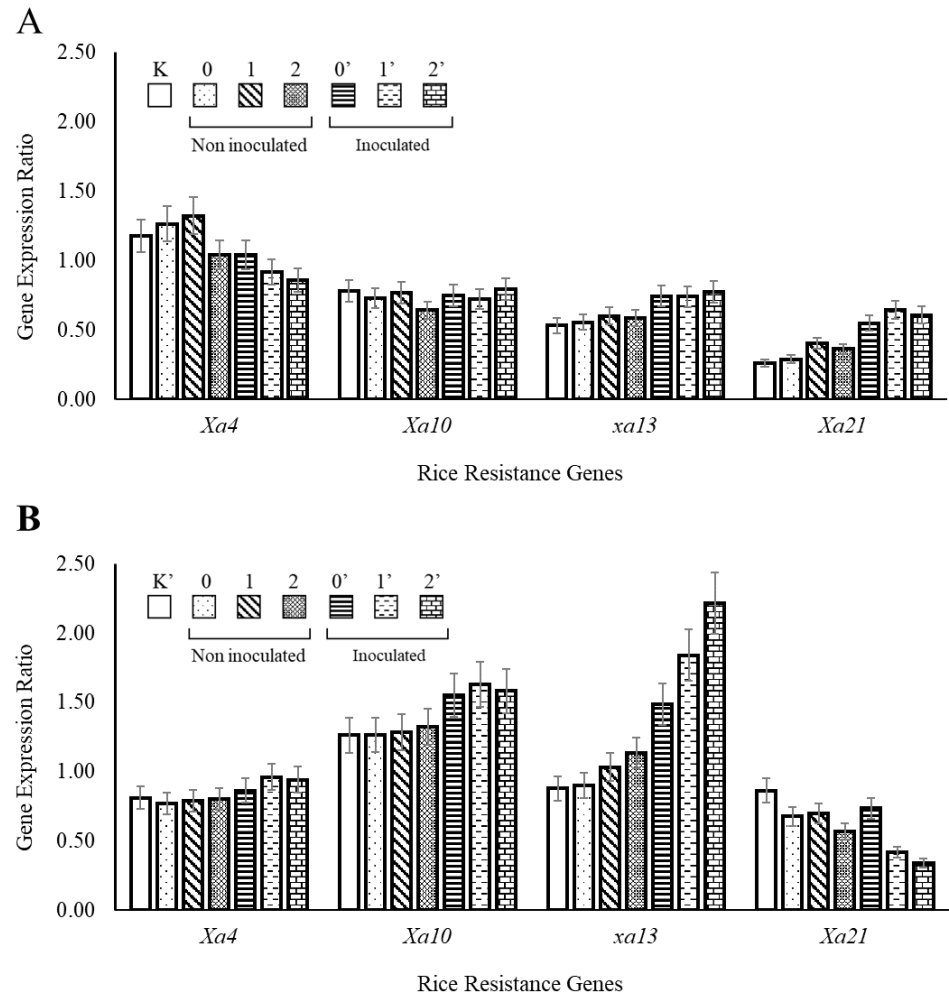 A
2.50
K 0 1 2 0' 1' 2'
2.00
Non inoculated Inoculated
1.50
1.00
0.50
0.00
Gene Expression Ratio
Xa4 Xa10 xa13 Xa21
Rice Resistance Genes
B
2.50
K’ 0 1 2 0' 1' 2'
2.00
Non inoculated Inoculated
1.50
1.00
0.50
0.00
Gene Expression Ratio
Xa4 Xa10 xa13 Xa21
Rice Resistance Genes